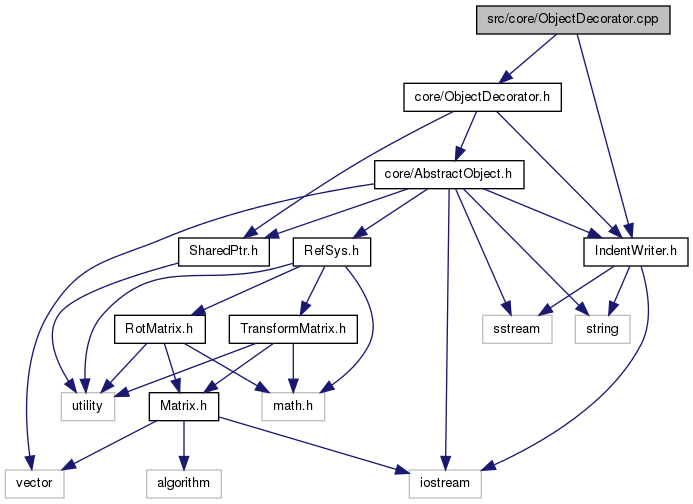 src/core/ObjectDecorator.cpp
core/ObjectDecorator.h
core/AbstractObject.h
SharedPtr.h
RefSys.h
IndentWriter.h
RotMatrix.h
TransformMatrix.h
sstream
string
utility
Matrix.h
math.h
vector
algorithm
iostream